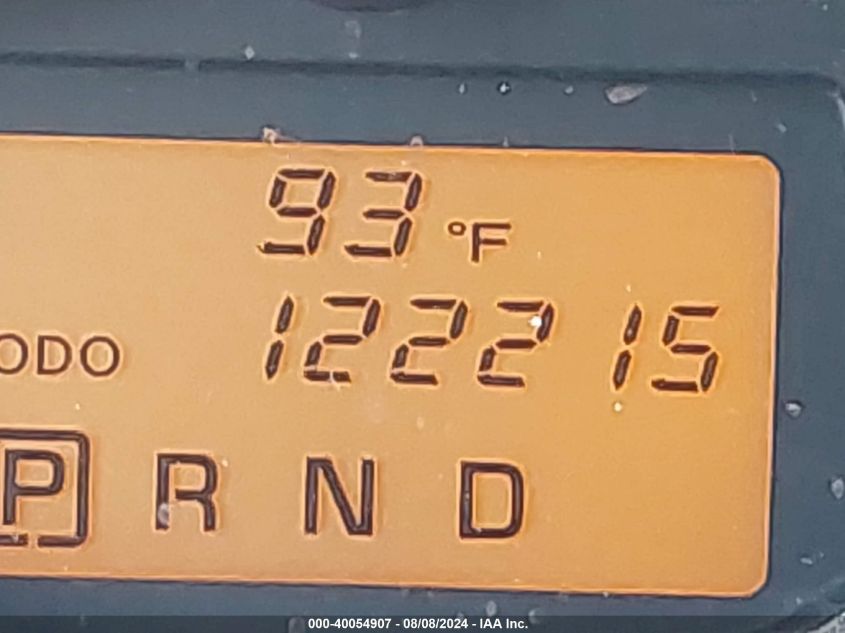 93 °F
ODO 122215
P R N D
000-40054907 - 08/08/2024 - IAA Inc.